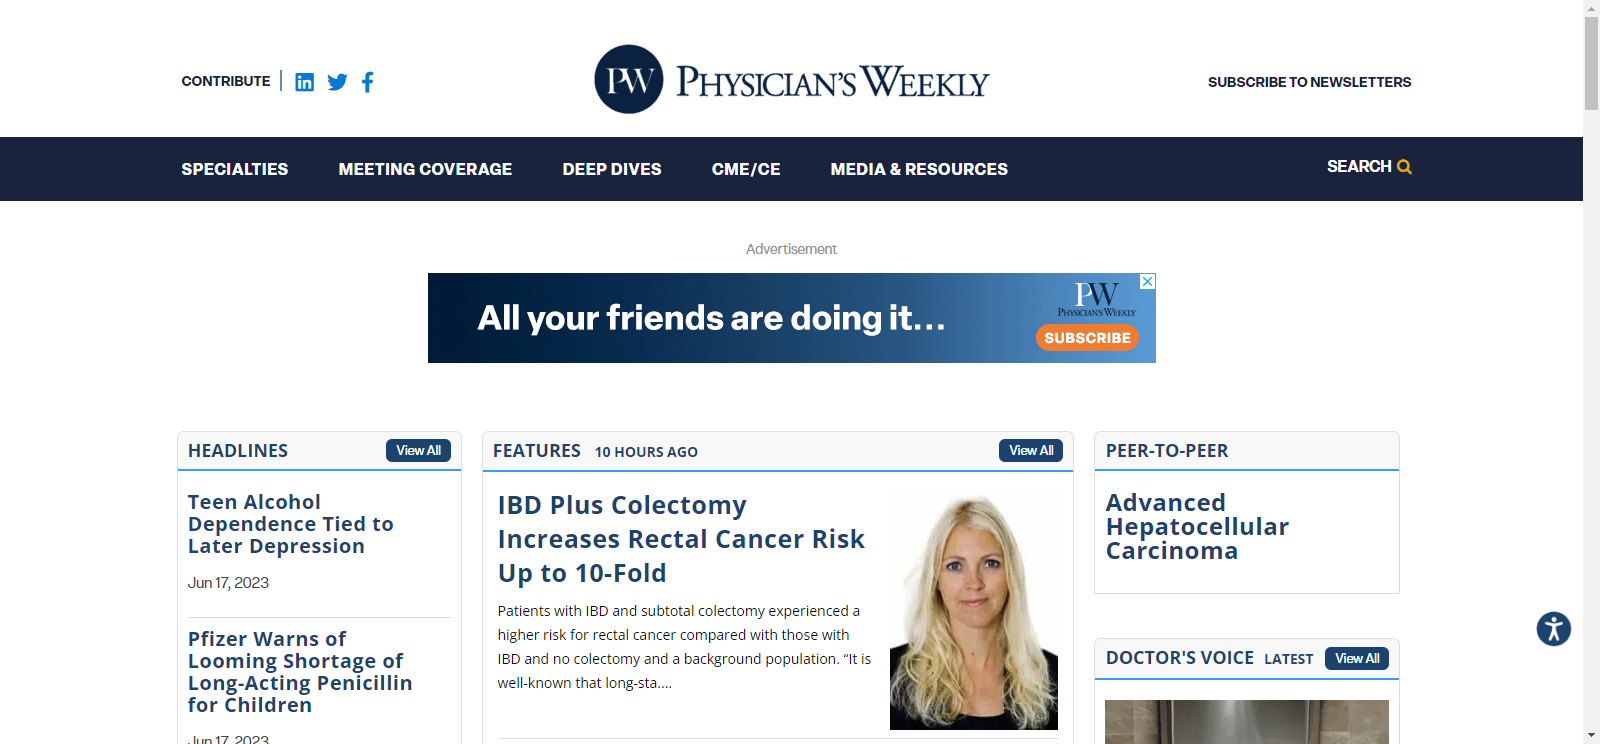 CONTRIBUTE
PW PHYSICIAN'S WEEKLY
SUBSCRIBE TO NEWSLETTERS
SPECIALTIES MEETING COVERAGE DEEP DIVES CME/CE MEDIA & RESOURCES SEARCH
Advertisement
All your friends are doing it...
PW
PHYSICIAN'S WEEKLY
SUBSCRIBE
HEADLINES View All
Teen Alcohol
Dependence Tied to
Later Depression
Jun 17, 2023
Pfizer Warns of
Looming Shortage of
Long-Acting Penicillin
for Children
Jun 17, 2023
FEATURES 10 HOURS AGO View All
IBD Plus Colectomy
Increases Rectal Cancer Risk
Up to 10-Fold
Patients with IBD and subtotal colectomy experienced a
higher risk for rectal cancer compared with those with
IBD and no colectomy and a background population. “It is
well-known that long-sta....
PEER-TO-PEER
Advanced
Hepatocellular
Carcinoma
DOCTOR'S VOICE LATEST View All